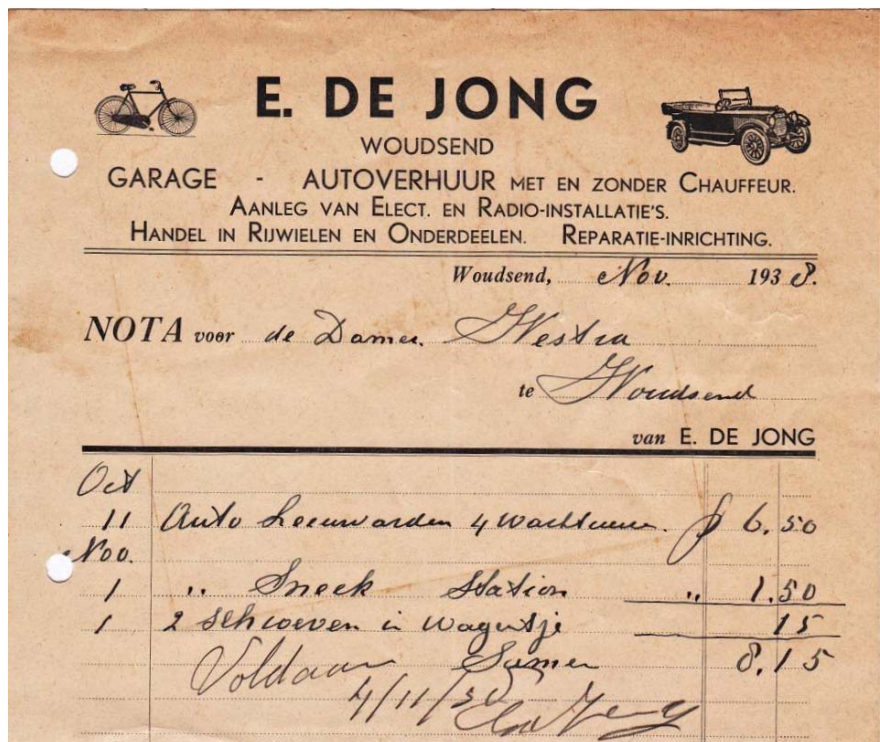 E. DE JONG
WOUDSEND
GARAGE - AUTOVERHUUR MET EN ZONDER CHAUFFEUR.
AANLEG VAN ELECT. EN RADIO-INSTALLATIE'S.
HANDEL IN RIJWIELEN EN ONDERDEELEN. REPARATIE-INRICHTING.
Woudsend, Nov. 1938.
NOTA voor de Dames Westra
te Woudsend
van E. DE JONG
Oct
11 Auto Leeuwarden 4 wachturen. f 6.50
Nov.
1 " Sneek Station " 1.50
1 2 schroeven in wagentje 15
Voldaan Samen 8.15
4/11/38